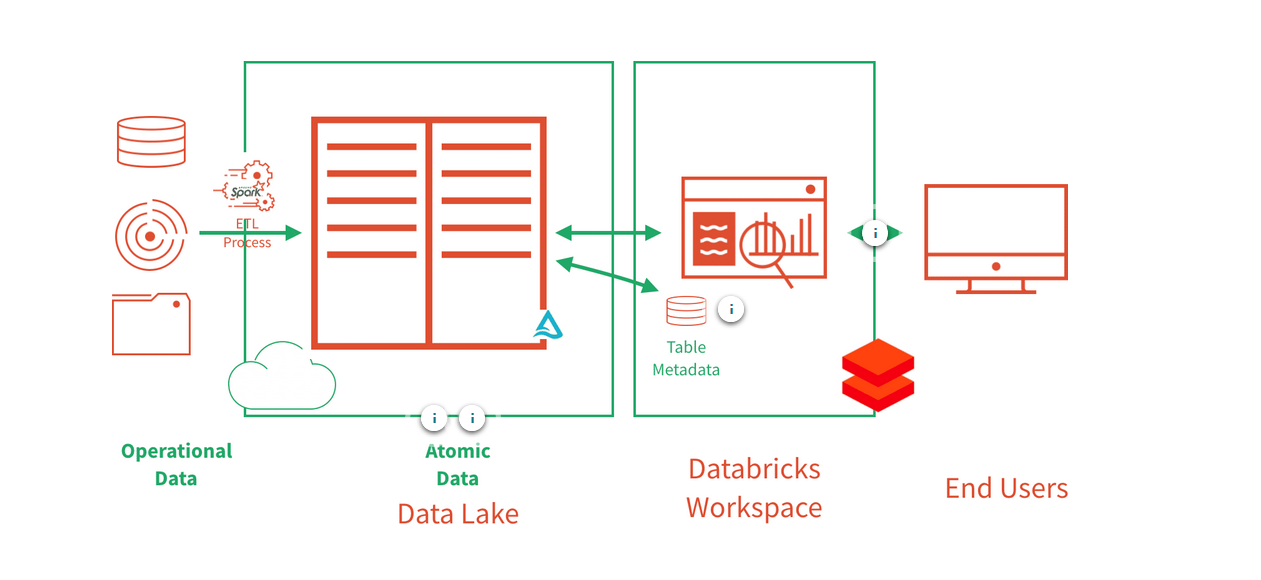 Spark
ETL
Process
i
i
Table
Metadata
i
i
Operational
Data
Atomic
Data
Data Lake
Databricks
Workspace
End Users